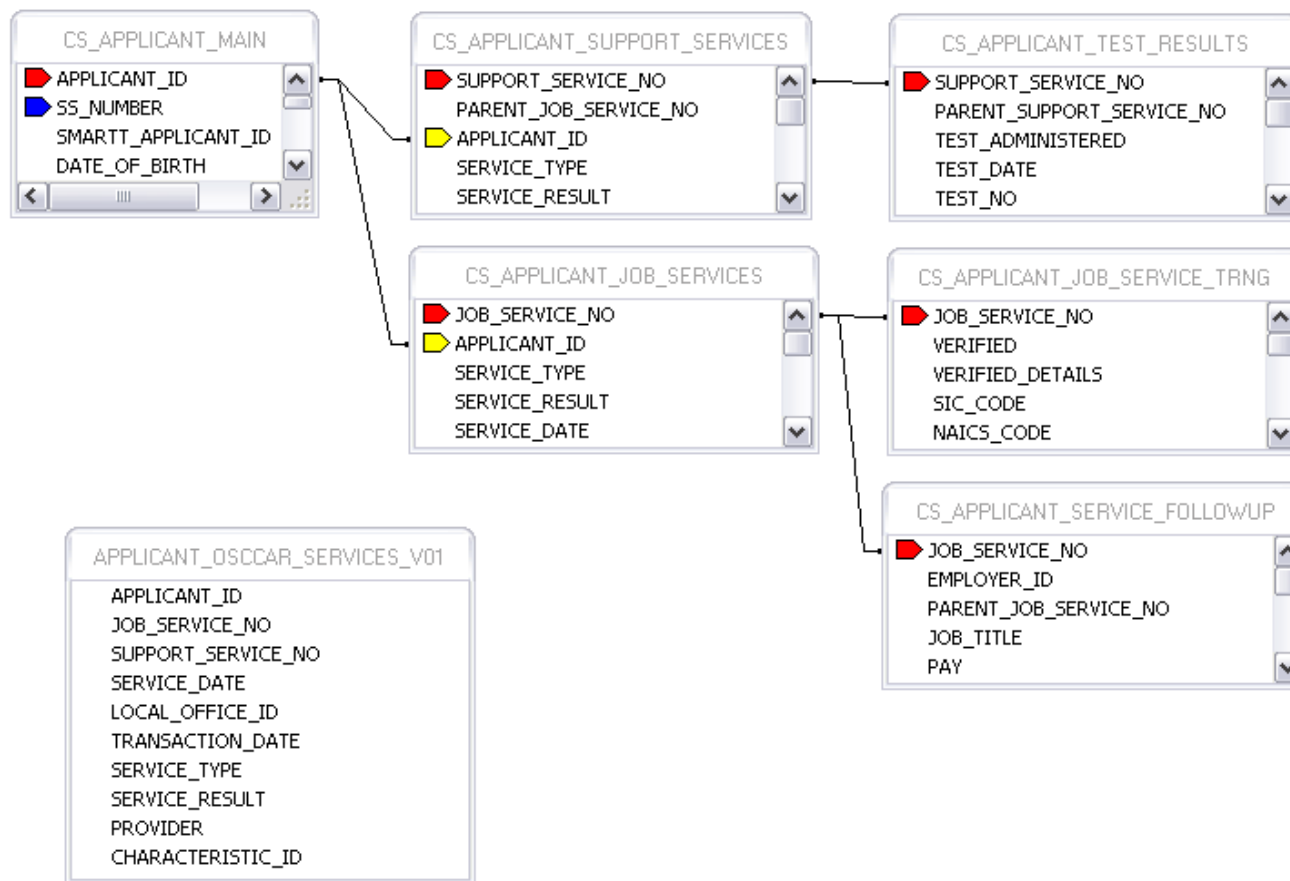 CS_APPLICANT_MAIN
APPLICANT_ID
SS_NUMBER
SMARTT_APPLICANT_ID
DATE_OF_BIRTH
CS_APPLICANT_SUPPORT_SERVICES
SUPPORT_SERVICE_NO
PARENT_JOB_SERVICE_NO
APPLICANT_ID
SERVICE_TYPE
SERVICE_RESULT
CS_APPLICANT_TEST_RESULTS
SUPPORT_SERVICE_NO
PARENT_SUPPORT_SERVICE_NO
TEST_ADMINISTERED
TEST_DATE
TEST_NO
CS_APPLICANT_JOB_SERVICES
JOB_SERVICE_NO
APPLICANT_ID
SERVICE_TYPE
SERVICE_RESULT
SERVICE_DATE
CS_APPLICANT_JOB_SERVICE_TRNG
JOB_SERVICE_NO
VERIFIED
VERIFIED_DETAILS
SIC_CODE
NAICS_CODE
CS_APPLICANT_SERVICE_FOLLOWUP
JOB_SERVICE_NO
EMPLOYER_ID
PARENT_JOB_SERVICE_NO
JOB_TITLE
PAY
APPLICANT_OSCCAR_SERVICES_V01
APPLICANT_ID
JOB_SERVICE_NO
SUPPORT_SERVICE_NO
SERVICE_DATE
LOCAL_OFFICE_ID
TRANSACTION_DATE
SERVICE_TYPE
SERVICE_RESULT
PROVIDER
CHARACTERISTIC_ID